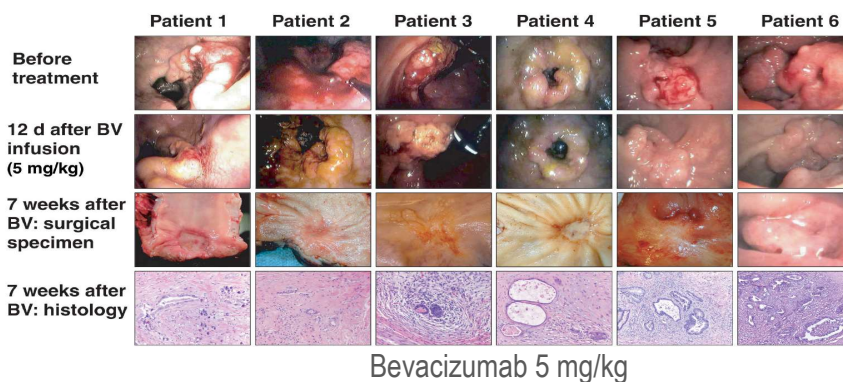 Patient 1 Patient 2 Patient 3 Patient 4 Patient 5 Patient 6
Before
treatment
12 d after BV
infusion
(5 mg/kg)
7 weeks after
BV: surgical
specimen
7 weeks after
BV: histology
Bevacizumab 5 mg/kg